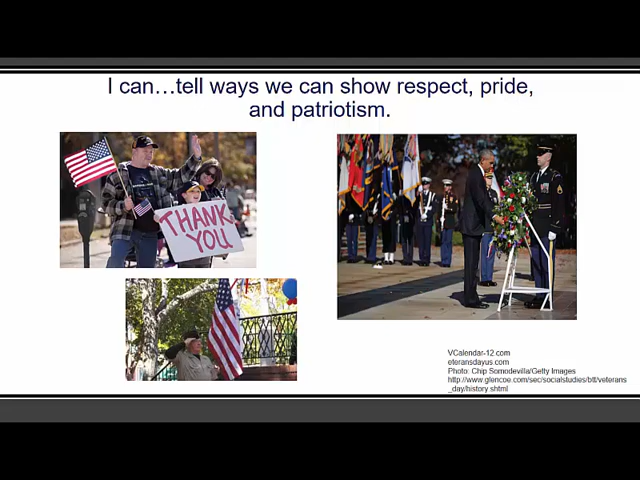 I can…tell ways we can show respect, pride,
and patriotism.
THANK
YOU
VCalendar-12.com
eteransdayus.com
Photo: Chip Somodevilla/Getty Images
http://www.glencoe.com/sec/socialstudies/btt/veterans
_day/history.shtml